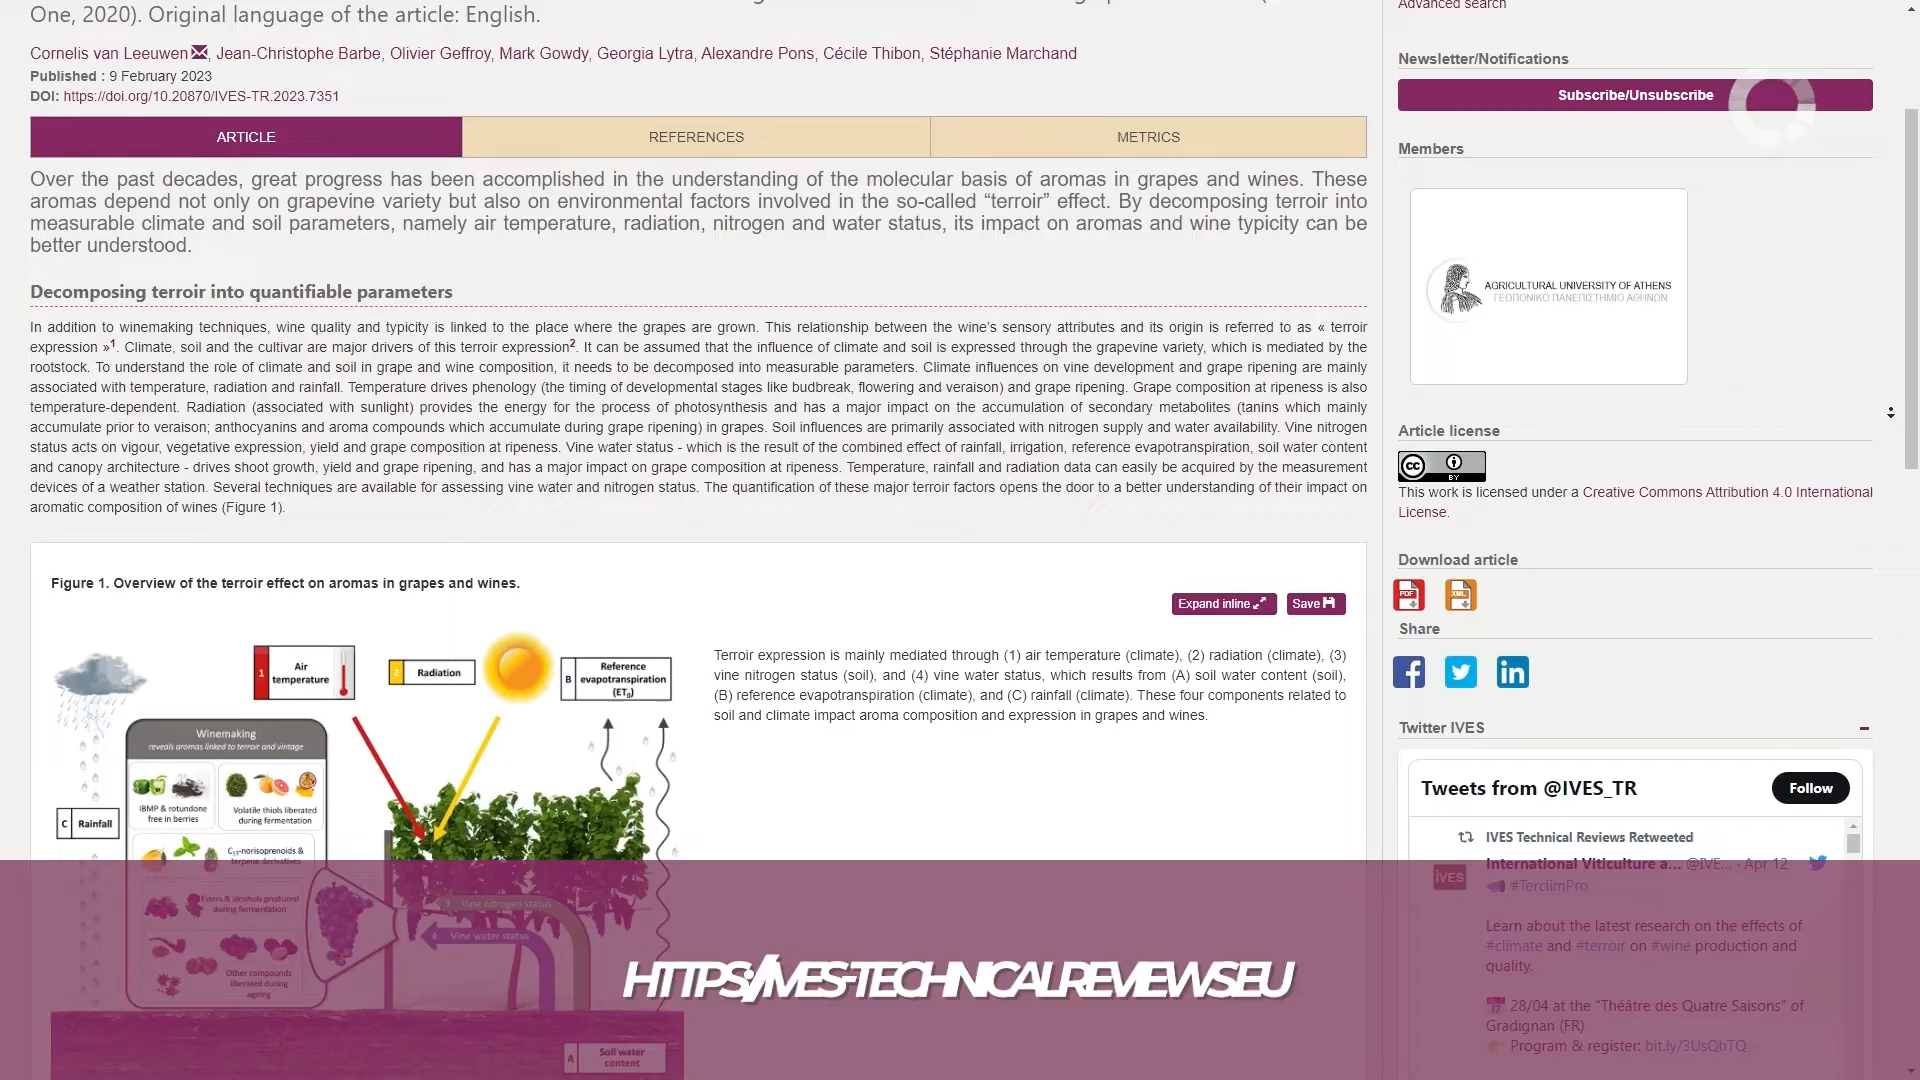 One, 2020). Original language of the article: English.
Cornelis van Leeuwen, Jean-Christophe Barbe, Olivier Geffroy, Mark Gowdy, Georgia Lytra, Alexandre Pons, Cécile Thibon, Stéphanie Marchand
Published : 9 February 2023
DOI: https://doi.org/10.20870/IVES-TR.2023.7351
ARTICLE
REFERENCES
METRICS
Over the past decades, great progress has been accomplished in the understanding of the molecular basis of aromas in grapes and wines. These
aromas depend not only on grapevine variety but also on environmental factors involved in the so-called “terroir” effect. By decomposing terroir into
measurable climate and soil parameters, namely air temperature, radiation, nitrogen and water status, its impact on aromas and wine typicity can be
better understood.
Decomposing terroir into quantifiable parameters
In addition to winemaking techniques, wine quality and typicity is linked to the place where the grapes are grown. This relationship between the wine’s sensory attributes and its origin is referred to as « terroir
expression »1. Climate, soil and the cultivar are major drivers of this terroir expression2. It can be assumed that the influence of climate and soil is expressed through the grapevine variety, which is mediated by the
rootstock. To understand the role of climate and soil in grape and wine composition, it needs to be decomposed into measurable parameters. Climate influences on vine development and grape ripening are mainly
associated with temperature, radiation and rainfall. Temperature drives phenology (the timing of developmental stages like budbreak, flowering and veraison) and grape ripening. Grape composition at ripeness is also
temperature-dependent. Radiation (associated with sunlight) provides the energy for the process of photosynthesis and has a major impact on the accumulation of secondary metabolites (tanins which mainly
accumulate prior to veraison; anthocyanins and aroma compounds which accumulate during grape ripening) in grapes. Soil influences are primarily associated with nitrogen supply and water availability. Vine nitrogen
status acts on vigour, vegetative expression, yield and grape composition at ripeness. Vine water status - which is the result of the combined effect of rainfall, irrigation, reference evapotranspiration, soil water content
and canopy architecture - drives shoot growth, yield and grape ripening, and has a major impact on grape composition at ripeness. Temperature, rainfall and radiation data can easily be acquired by the measurement
devices of a weather station. Several techniques are available for assessing vine water and nitrogen status. The quantification of these major terroir factors opens the door to a better understanding of their impact on
aromatic composition of wines (Figure 1).
Figure 1. Overview of the terroir effect on aromas in grapes and wines.
Expand inline
Save
1 Air
temperature
2 Radiation
B Reference
evapotranspiration
(ET0)
Winemaking
reveals aromas linked to terroir and vintage
IBMP & rotundone
free in berries
Volatile thiols liberated
during fermentation
C Rainfall
C13-norisoprenoids &
terpene derivatives
Esters & alcohols produced
during fermentation
Other compounds
liberated during
ageing
3 Vine nitrogen status
4 Vine water status
A Soil water
content
Terroir expression is mainly mediated through (1) air temperature (climate), (2) radiation (climate), (3)
vine nitrogen status (soil), and (4) vine water status, which results from (A) soil water content (soil),
(B) reference evapotranspiration (climate), and (C) rainfall (climate). These four components related to
soil and climate impact aroma composition and expression in grapes and wines.
HTTPS://IVES-TECHNICALREVIEWS.EU
Advanced search
Newsletter/Notifications
Subscribe/Unsubscribe
Members
AGRICULTURAL UNIVERSITY OF ATHENS
ΓΕΩΠΟΝΙΚΟ ΠΑΝΕΠΙΣΤΗΜΙΟ ΑΘΗΝΩΝ
Article license
CC BY
This work is licensed under a Creative Commons Attribution 4.0 International
License.
Download article
PDF XML
Share
Twitter IVES
Tweets from @IVES_TR
Follow
IVES Technical Reviews Retweeted
IVES
International Viticulture a... @IVE... · Apr 12
#TerclimPro
Learn about the latest research on the effects of
#climate and #terroir on #wine production and
quality.
28/04 at the “Théâtre des Quatre Saisons” of
Gradignan (FR)
Program & register: bit.ly/3UsQhTQ